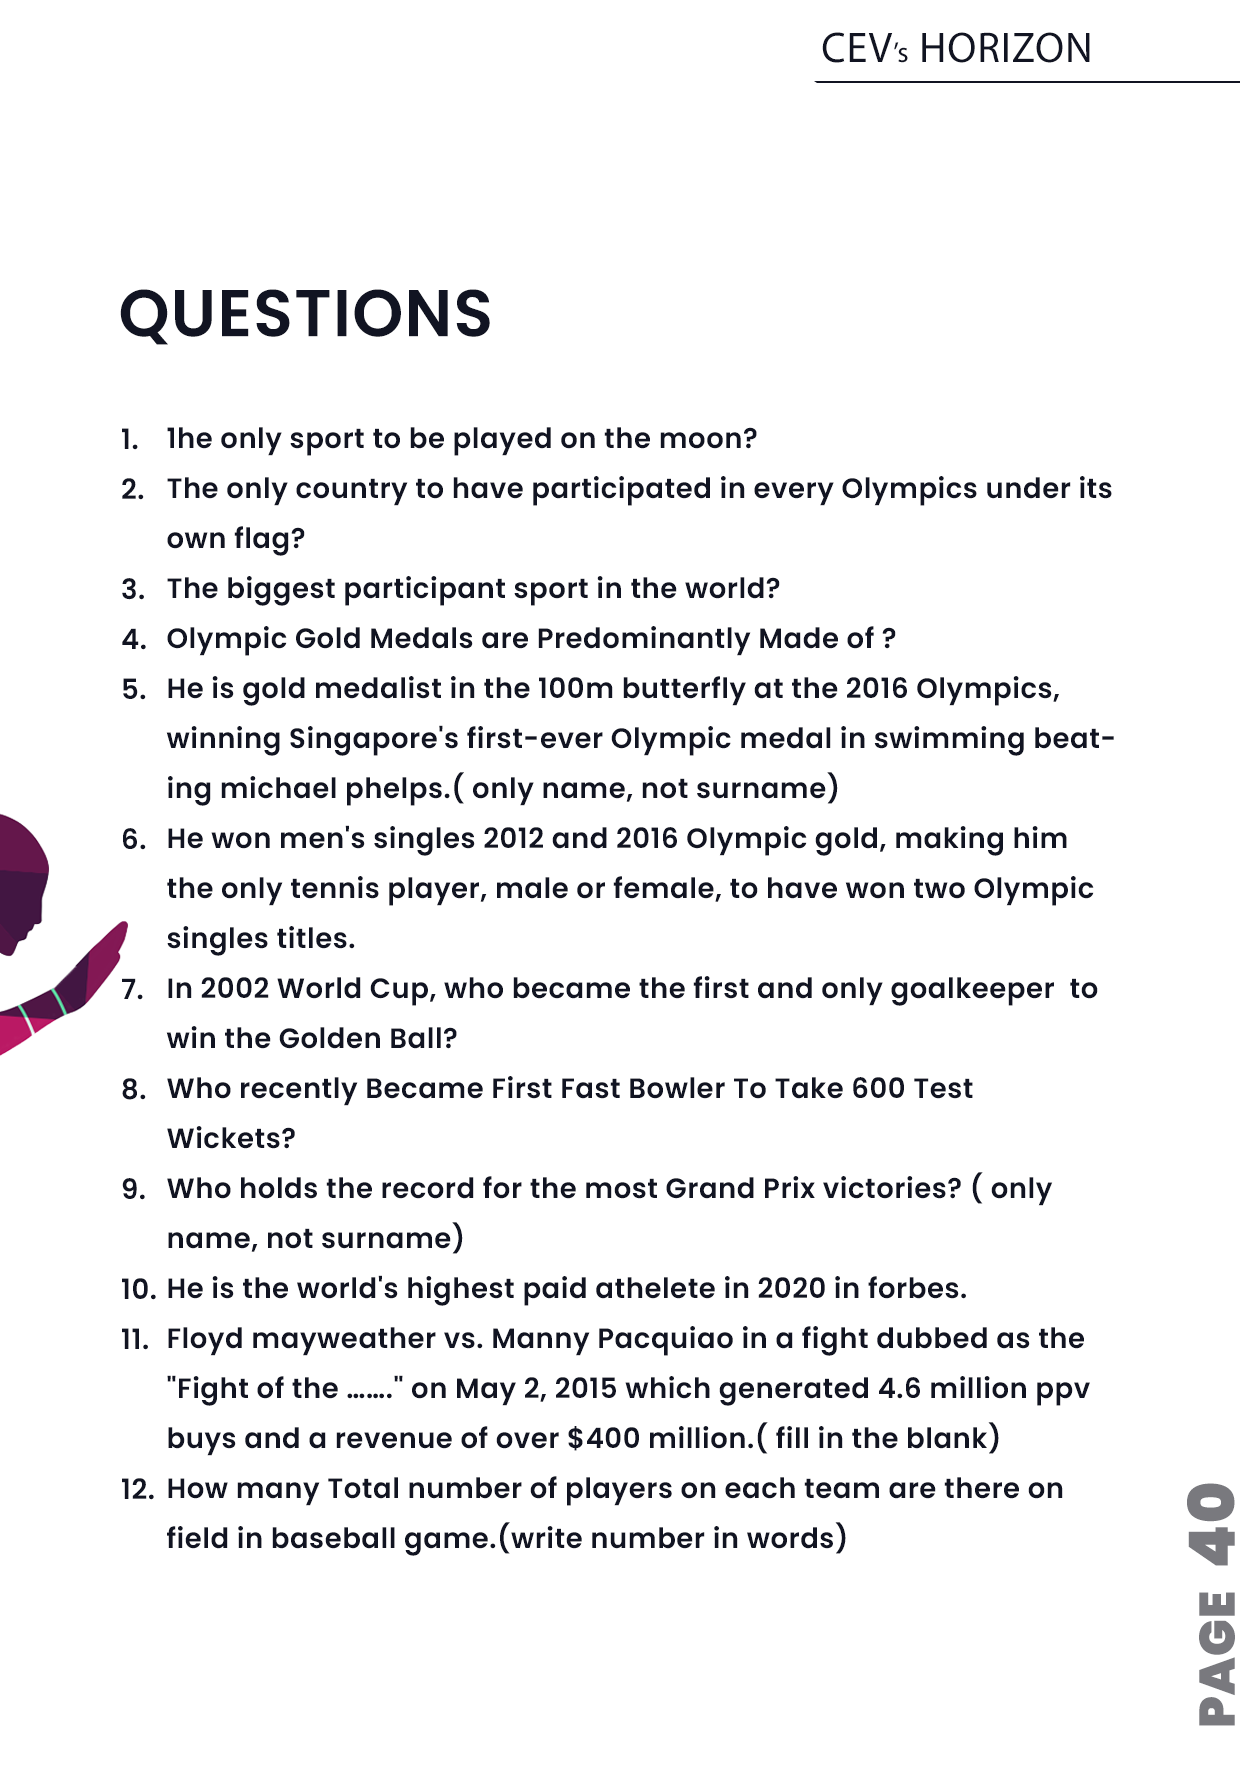 CEV's HORIZON
QUESTIONS
1. 1he only sport to be played on the moon?
2. The only country to have participated in every Olympics under its
own flag?
3. The biggest participant sport in the world?
4. Olympic Gold Medals are Predominantly Made of ?
5. He is gold medalist in the 100m butterfly at the 2016 Olympics,
winning Singapore's first-ever Olympic medal in swimming beat-
ing michael phelps.( only name, not surname)
6. He won men's singles 2012 and 2016 Olympic gold, making him
the only tennis player, male or female, to have won two Olympic
singles titles.
7. In 2002 World Cup, who became the first and only goalkeeper  to
win the Golden Ball?
8. Who recently Became First Fast Bowler To Take 600 Test
Wickets?
9. Who holds the record for the most Grand Prix victories? ( only
name, not surname)
10. He is the world's highest paid athelete in 2020 in forbes.
11. Floyd mayweather vs. Manny Pacquiao in a fight dubbed as the
"Fight of the ......." on May 2, 2015 which generated 4.6 million ppv
buys and a revenue of over $400 million.( fill in the blank)
12. How many Total number of players on each team are there on
field in baseball game.(write number in words)
PAGE 40